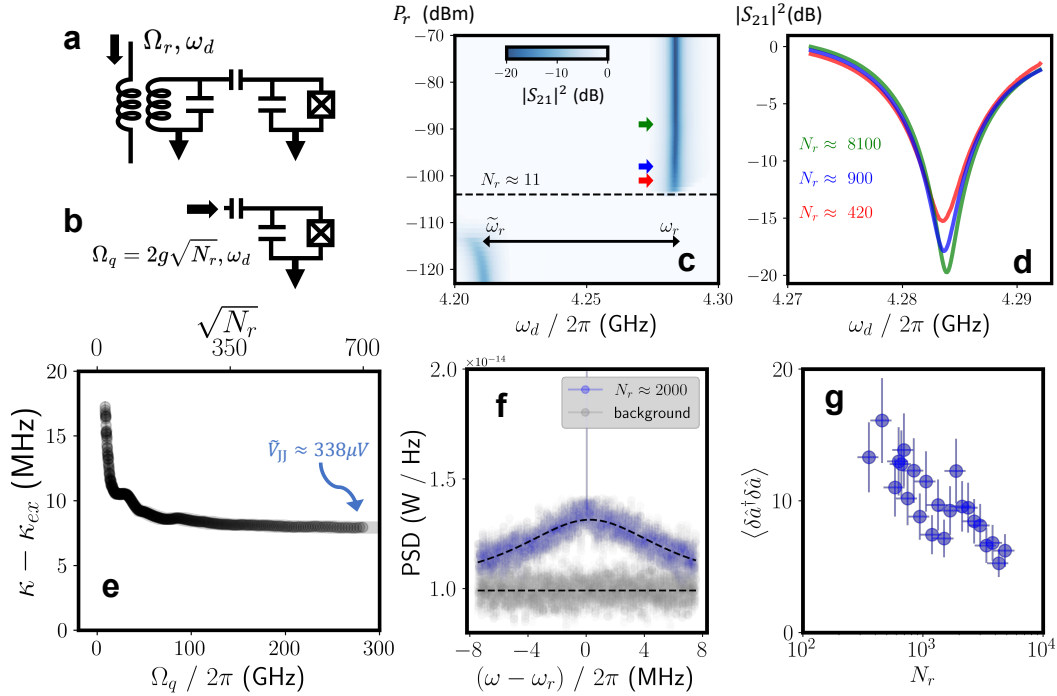 a
Ω_r, ω_d
b
Ω_q = 2g√N_r, ω_d
P_r (dBm)
−70
−80
−90
−100
−110
−120
−20
−10
0
|S_21|^2 (dB)
N_r ≈ 11
ω̃_r
ω_r
c
4.20
4.25
4.30
ω_d / 2π (GHz)
|S_21|^2(dB)
0
−5
−10
−15
−20
N_r ≈ 8100
N_r ≈ 900
N_r ≈ 420
d
4.27
4.28
4.29
ω_d / 2π (GHz)
√N_r
0
350
700
κ − κ_ex (MHz)
20
15
10
5
0
Ṽ_JJ ≈ 338μV
e
0
100
200
300
Ω_q / 2π (GHz)
×10^−14
PSD (W / Hz)
2.0
1.6
1.2
1.0
f
N_r ≈ 2000
background
−8
−4
0
4
8
(ω − ω_r) / 2π (MHz)
⟨δâ†δâ⟩
20
10
0
g
10^2
10^3
10^4
N_r